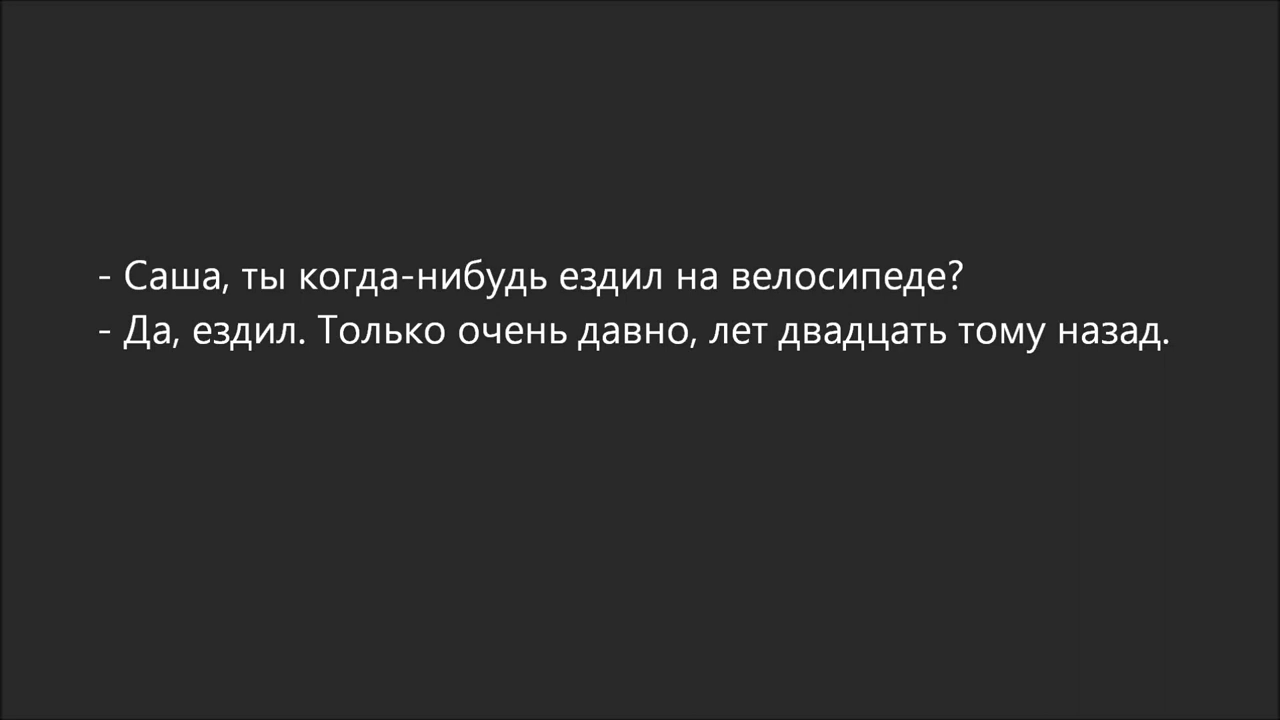 - Саша, ты когда-нибудь ездил на велосипеде?
- Да, ездил. Только очень давно, лет двадцать тому назад.